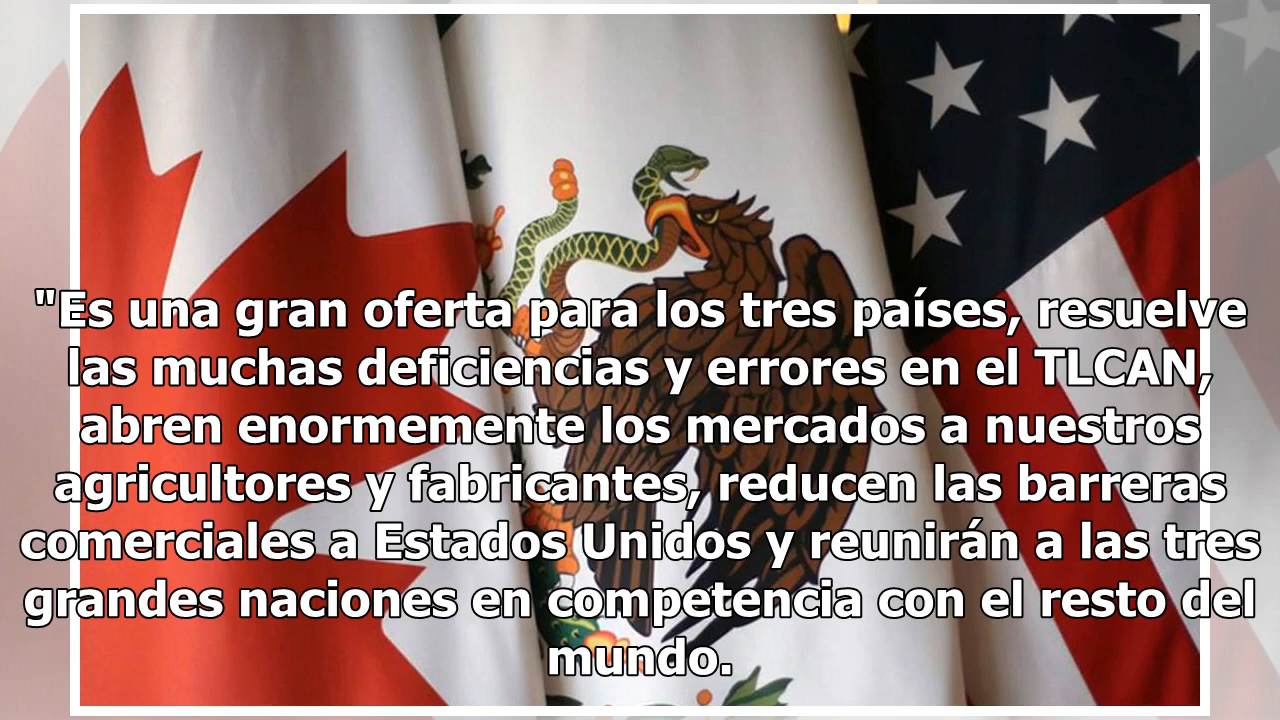 "Es una gran oferta para los tres países, resuelve
las muchas deficiencias y errores en el TLCAN,
abren enormemente los mercados a nuestros
agricultores y fabricantes, reducen las barreras
comerciales a Estados Unidos y reunirán a las tres
grandes naciones en competencia con el resto del
mundo.